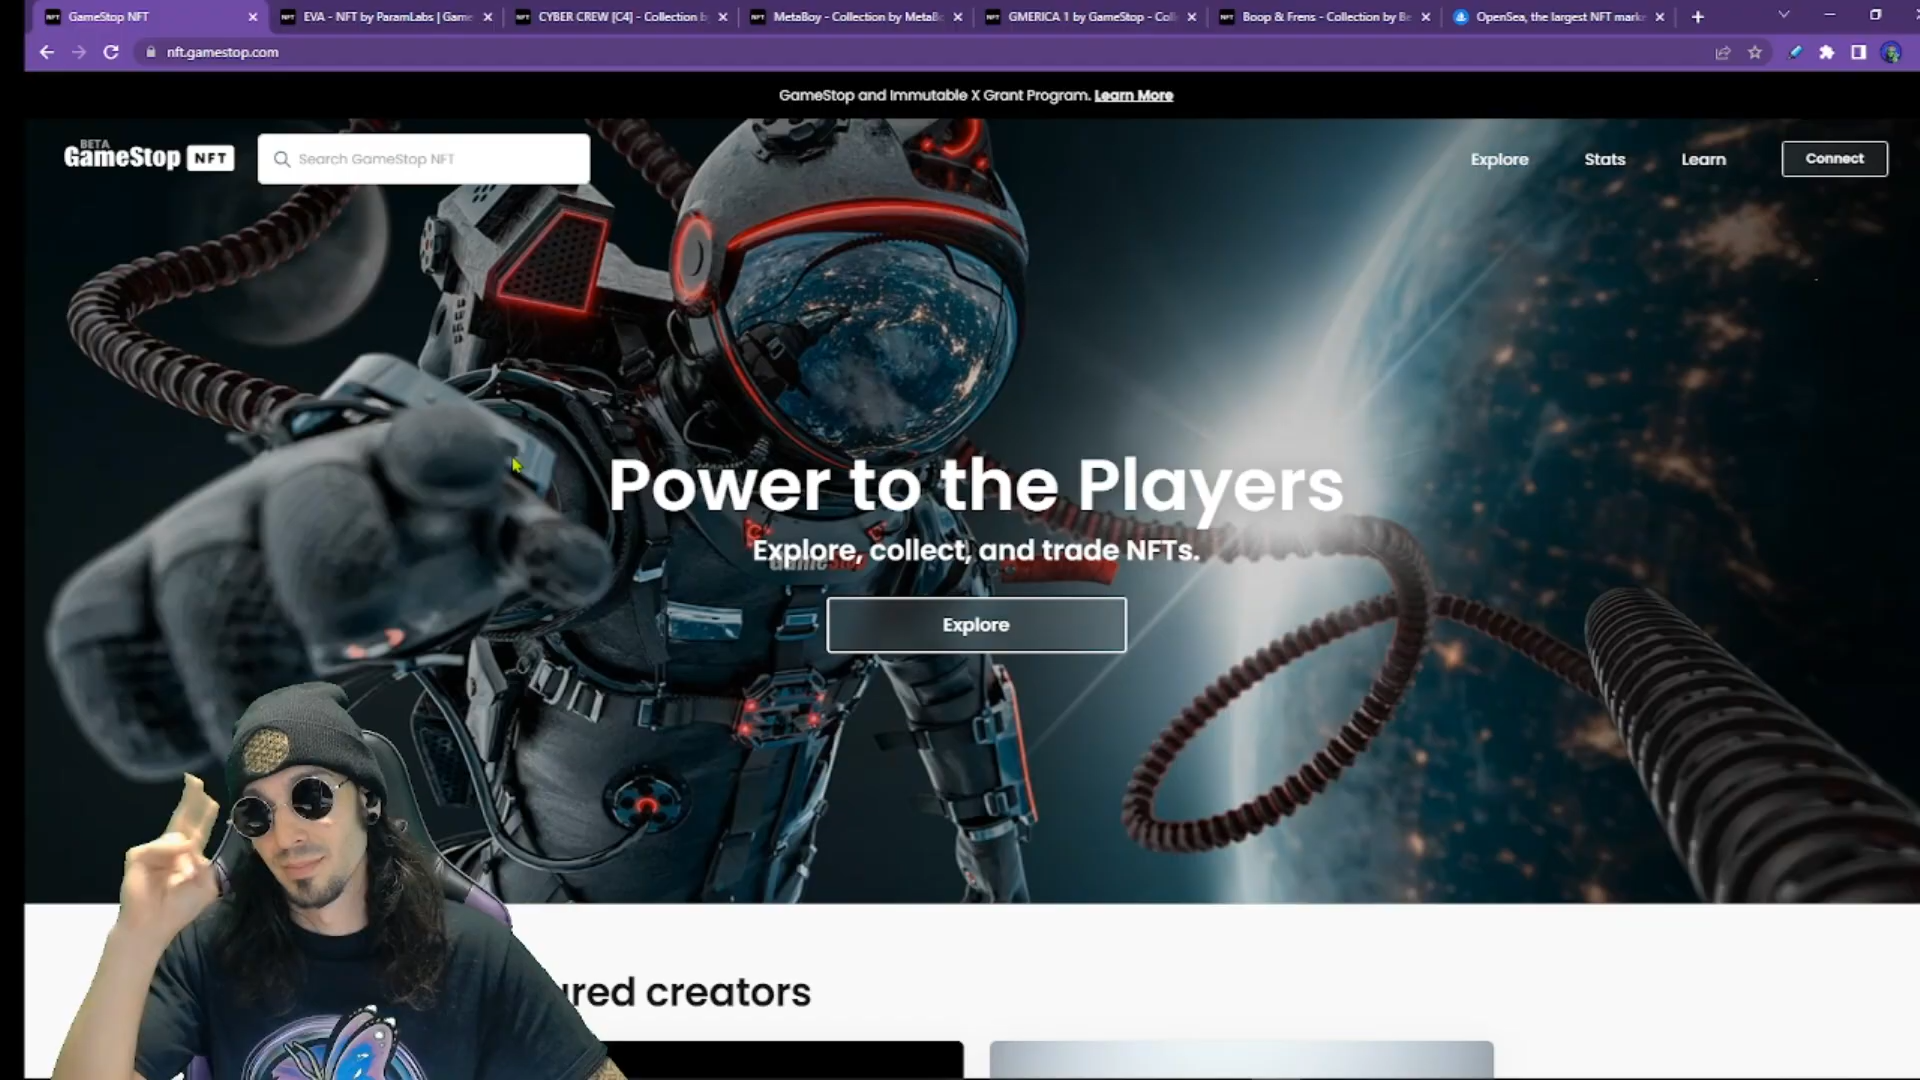 GameStop NFT
EVA - NFT by ParamLabs | Game
CYBER CREW [C4] - Collection b
MetaBoy - Collection by MetaB
GMERICA 1 by GameStop - Coll
Boop & Frens - Collection by Be
OpenSea, the largest NFT mark
nft.gamestop.com
GameStop and Immutable X Grant Program. Learn More
BETA
GameStop NFT
Search GameStop NFT
Explore
Stats
Learn
Connect
Power to the Players
Explore, collect, and trade NFTs.
GameStop
Explore
ured creators